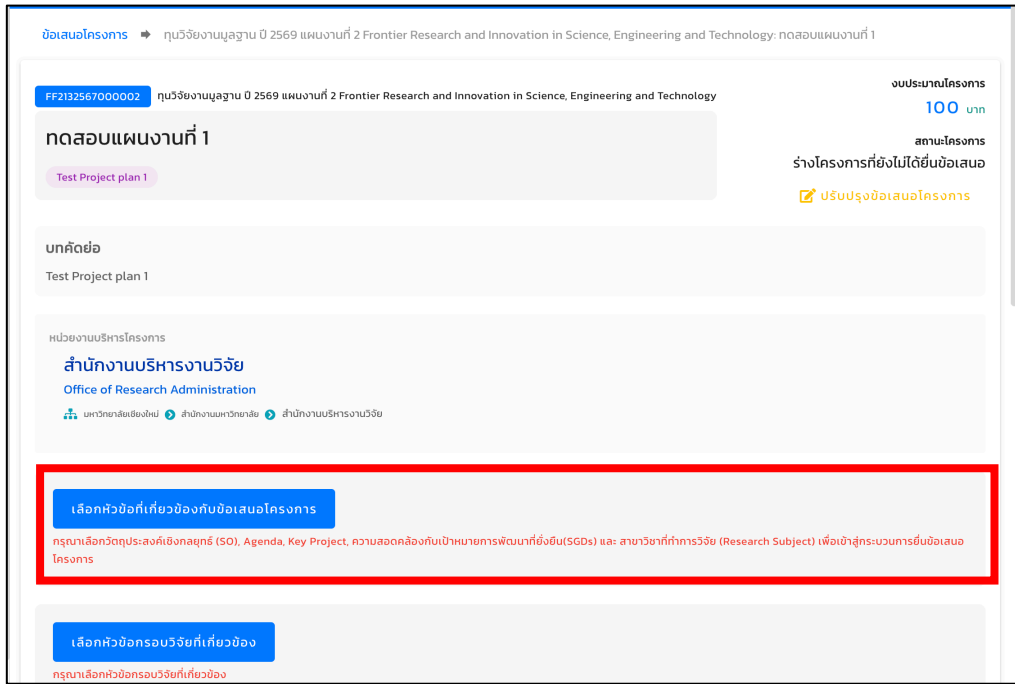 ข้อเสนอโครงการ ทุนวิจัยงานมูลฐาน ปี 2569 แผนงานที่ 2 Frontier Research and Innovation in Science, Engineering and Technology: ทดสอบแผนงานที่ 1
FF2132567000002 ทุนวิจัยงานมูลฐาน ปี 2569 แผนงานที่ 2 Frontier Research and Innovation in Science, Engineering and Technology
ทดสอบแผนงานที่ 1
Test Project plan 1
งบประมาณโครงการ
100 บาท
สถานะโครงการ
ร่างโครงการที่ยังไม่ได้ยื่นข้อเสนอ
ปรับปรุงข้อเสนอโครงการ
บทคัดย่อ
Test Project plan 1
หน่วยงานบริหารโครงการ
สำนักงานบริหารงานวิจัย
Office of Research Administration
มหาวิทยาลัยเชียงใหม่ สำนักงานมหาวิทยาลัย สำนักงานบริหารงานวิจัย
เลือกหัวข้อที่เกี่ยวข้องกับข้อเสนอโครงการ
กรุณาเลือกวัตถุประสงค์เชิงกลยุทธ์ (SO), Agenda, Key Project, ความสอดคล้องกับเป้าหมายการพัฒนาที่ยั่งยืน(SGDs) และ สาขาวิชาที่ทำการวิจัย (Research Subject) เพื่อเข้าสู่กระบวนการยื่นข้อเสนอ
โครงการ
เลือกหัวข้อกรอบวิจัยที่เกี่ยวข้อง
กรุณาเลือกหัวข้อกรอบวิจัยที่เกี่ยวข้อง